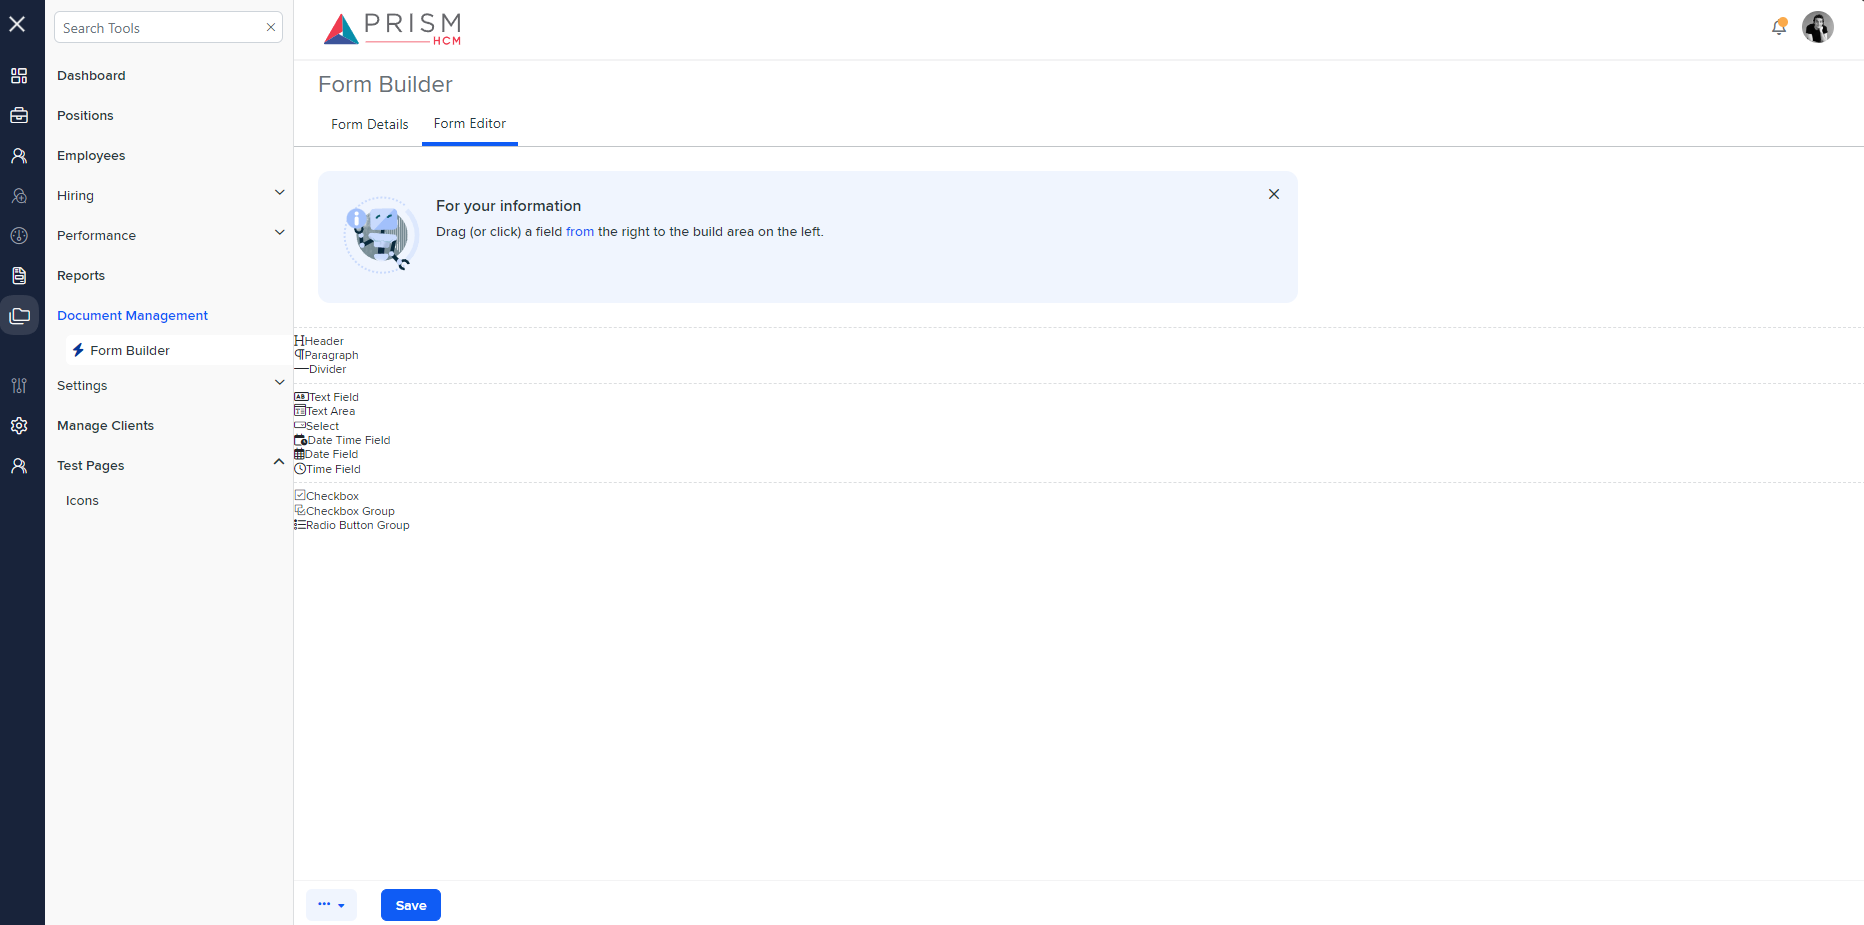 Search Tools
Dashboard
Positions
Employees
Hiring
Performance
Reports
Document Management
Form Builder
Settings
Manage Clients
Test Pages
Icons
PRISM
HCM
Form Builder
Form Details
Form Editor
For your information
Drag (or click) a field from the right to the build area on the left.
Header
Paragraph
Divider
Text Field
Text Area
Select
Date Time Field
Date Field
Time Field
Checkbox
Checkbox Group
Radio Button Group
Save